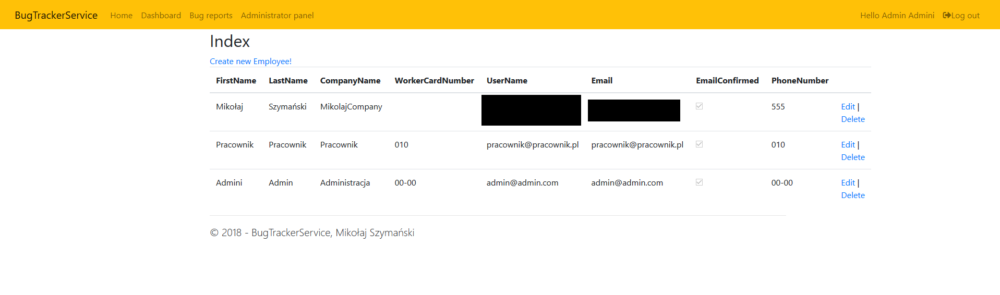 BugTrackerService Home Dashboard Bug reports Administrator panel Hello Admin Admini Log out
Index
Create new Employee!
FirstName LastName CompanyName WorkerCardNumber UserName Email EmailConfirmed PhoneNumber
Mikołaj Szymański MikolajCompany 555 Edit |
Delete
Pracownik Pracownik Pracownik 010 pracownik@pracownik.pl pracownik@pracownik.pl 010 Edit |
Delete
Admini Admin Administracja 00-00 admin@admin.com admin@admin.com 00-00 Edit |
Delete
© 2018 - BugTrackerService, Mikołaj Szymański